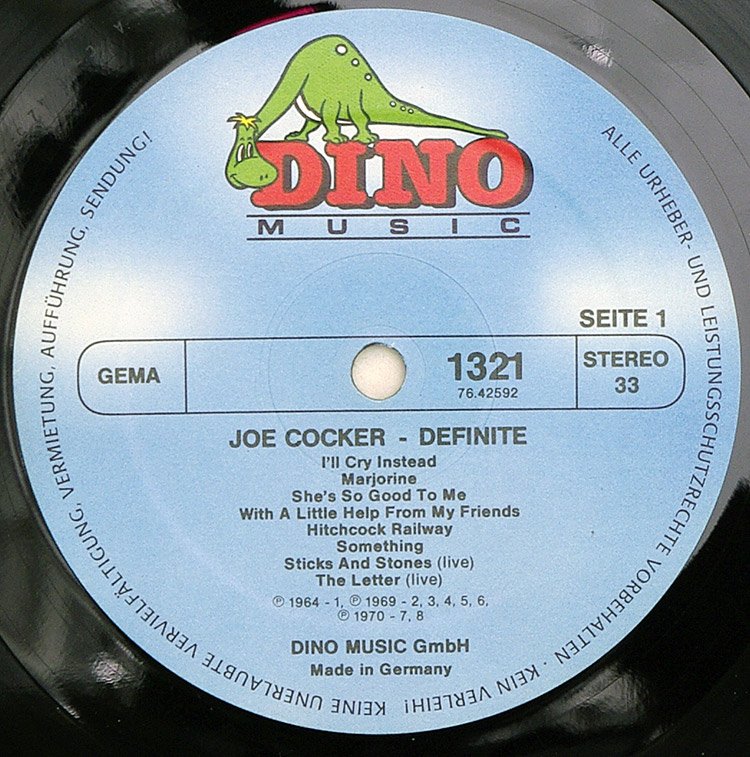 DINO
MUSIC
SEITE 1
GEMA
1321
76.42592
STEREO
33
JOE COCKER - DEFINITE
I'll Cry Instead
Marjorine
She's So Good To Me
With A Little Help From My Friends
Hitchcock Railway
Something
Sticks And Stones (live)
The Letter (live)
℗ 1964 - 1, ℗ 1969 - 2, 3, 4, 5, 6,
℗ 1970 - 7, 8
DINO MUSIC GmbH
Made in Germany
ALLE URHEBER- UND LEISTUNGSSCHUTZRECHTE VORBEHALTEN · KEIN VERLEIH! KEINE UNERLAUBTE VERVIELFÄLTIGUNG, VERMIETUNG, AUFFÜHRUNG, SENDUNG!